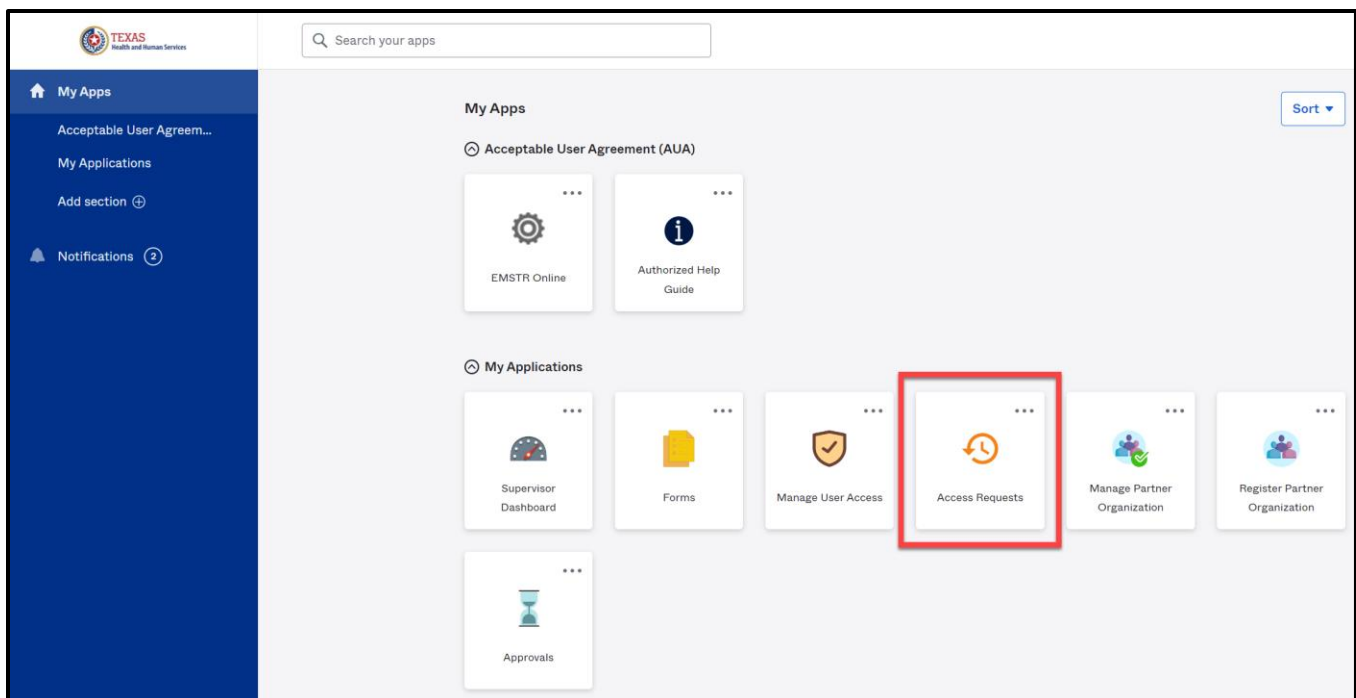 TEXAS
Health and Human Services
Search your apps
My Apps
Acceptable User Agreem...
My Applications
Add section
Notifications 2
My Apps
Sort
Acceptable User Agreement (AUA)
EMSTR Online
Authorized Help
Guide
My Applications
Supervisor
Dashboard
Forms
Manage User Access
Access Requests
Manage Partner
Organization
Register Partner
Organization
Approvals